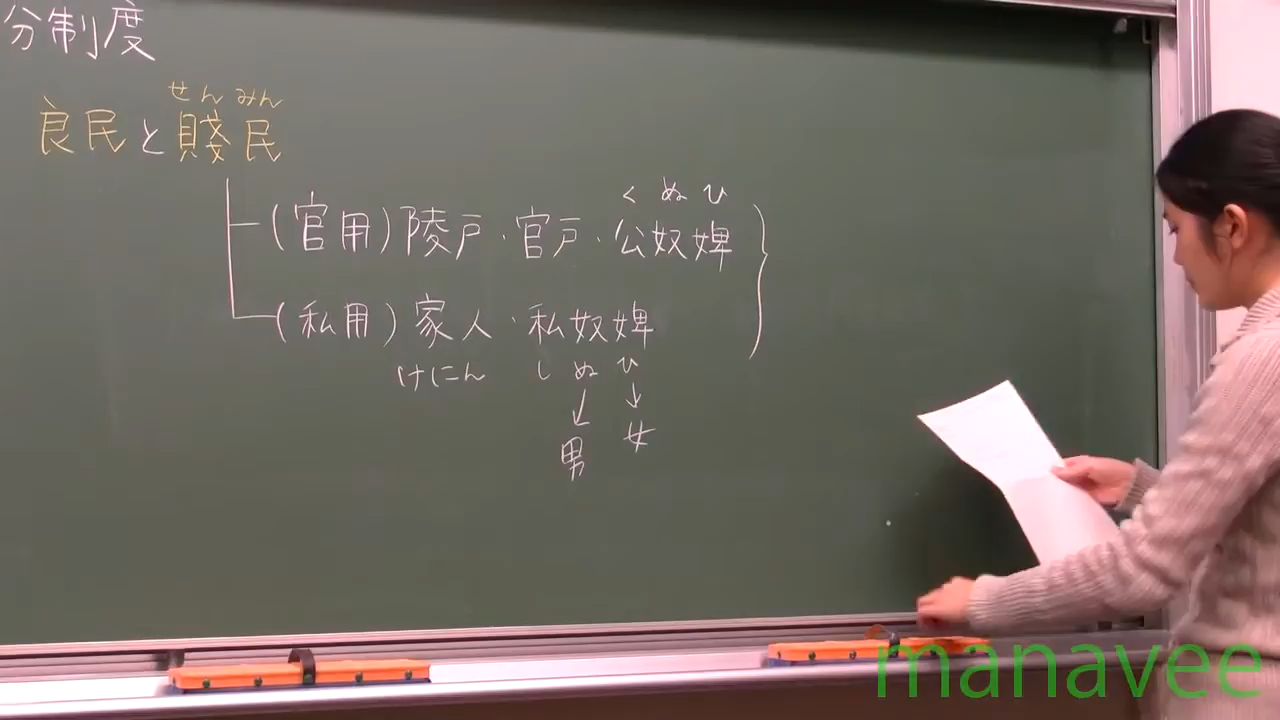 分制度
せんみん
良民と賤民
くぬひ
(官用)陵戸・官戸・公奴婢
(私用)家人・私奴婢
けにん しぬひ
男 女
manavee